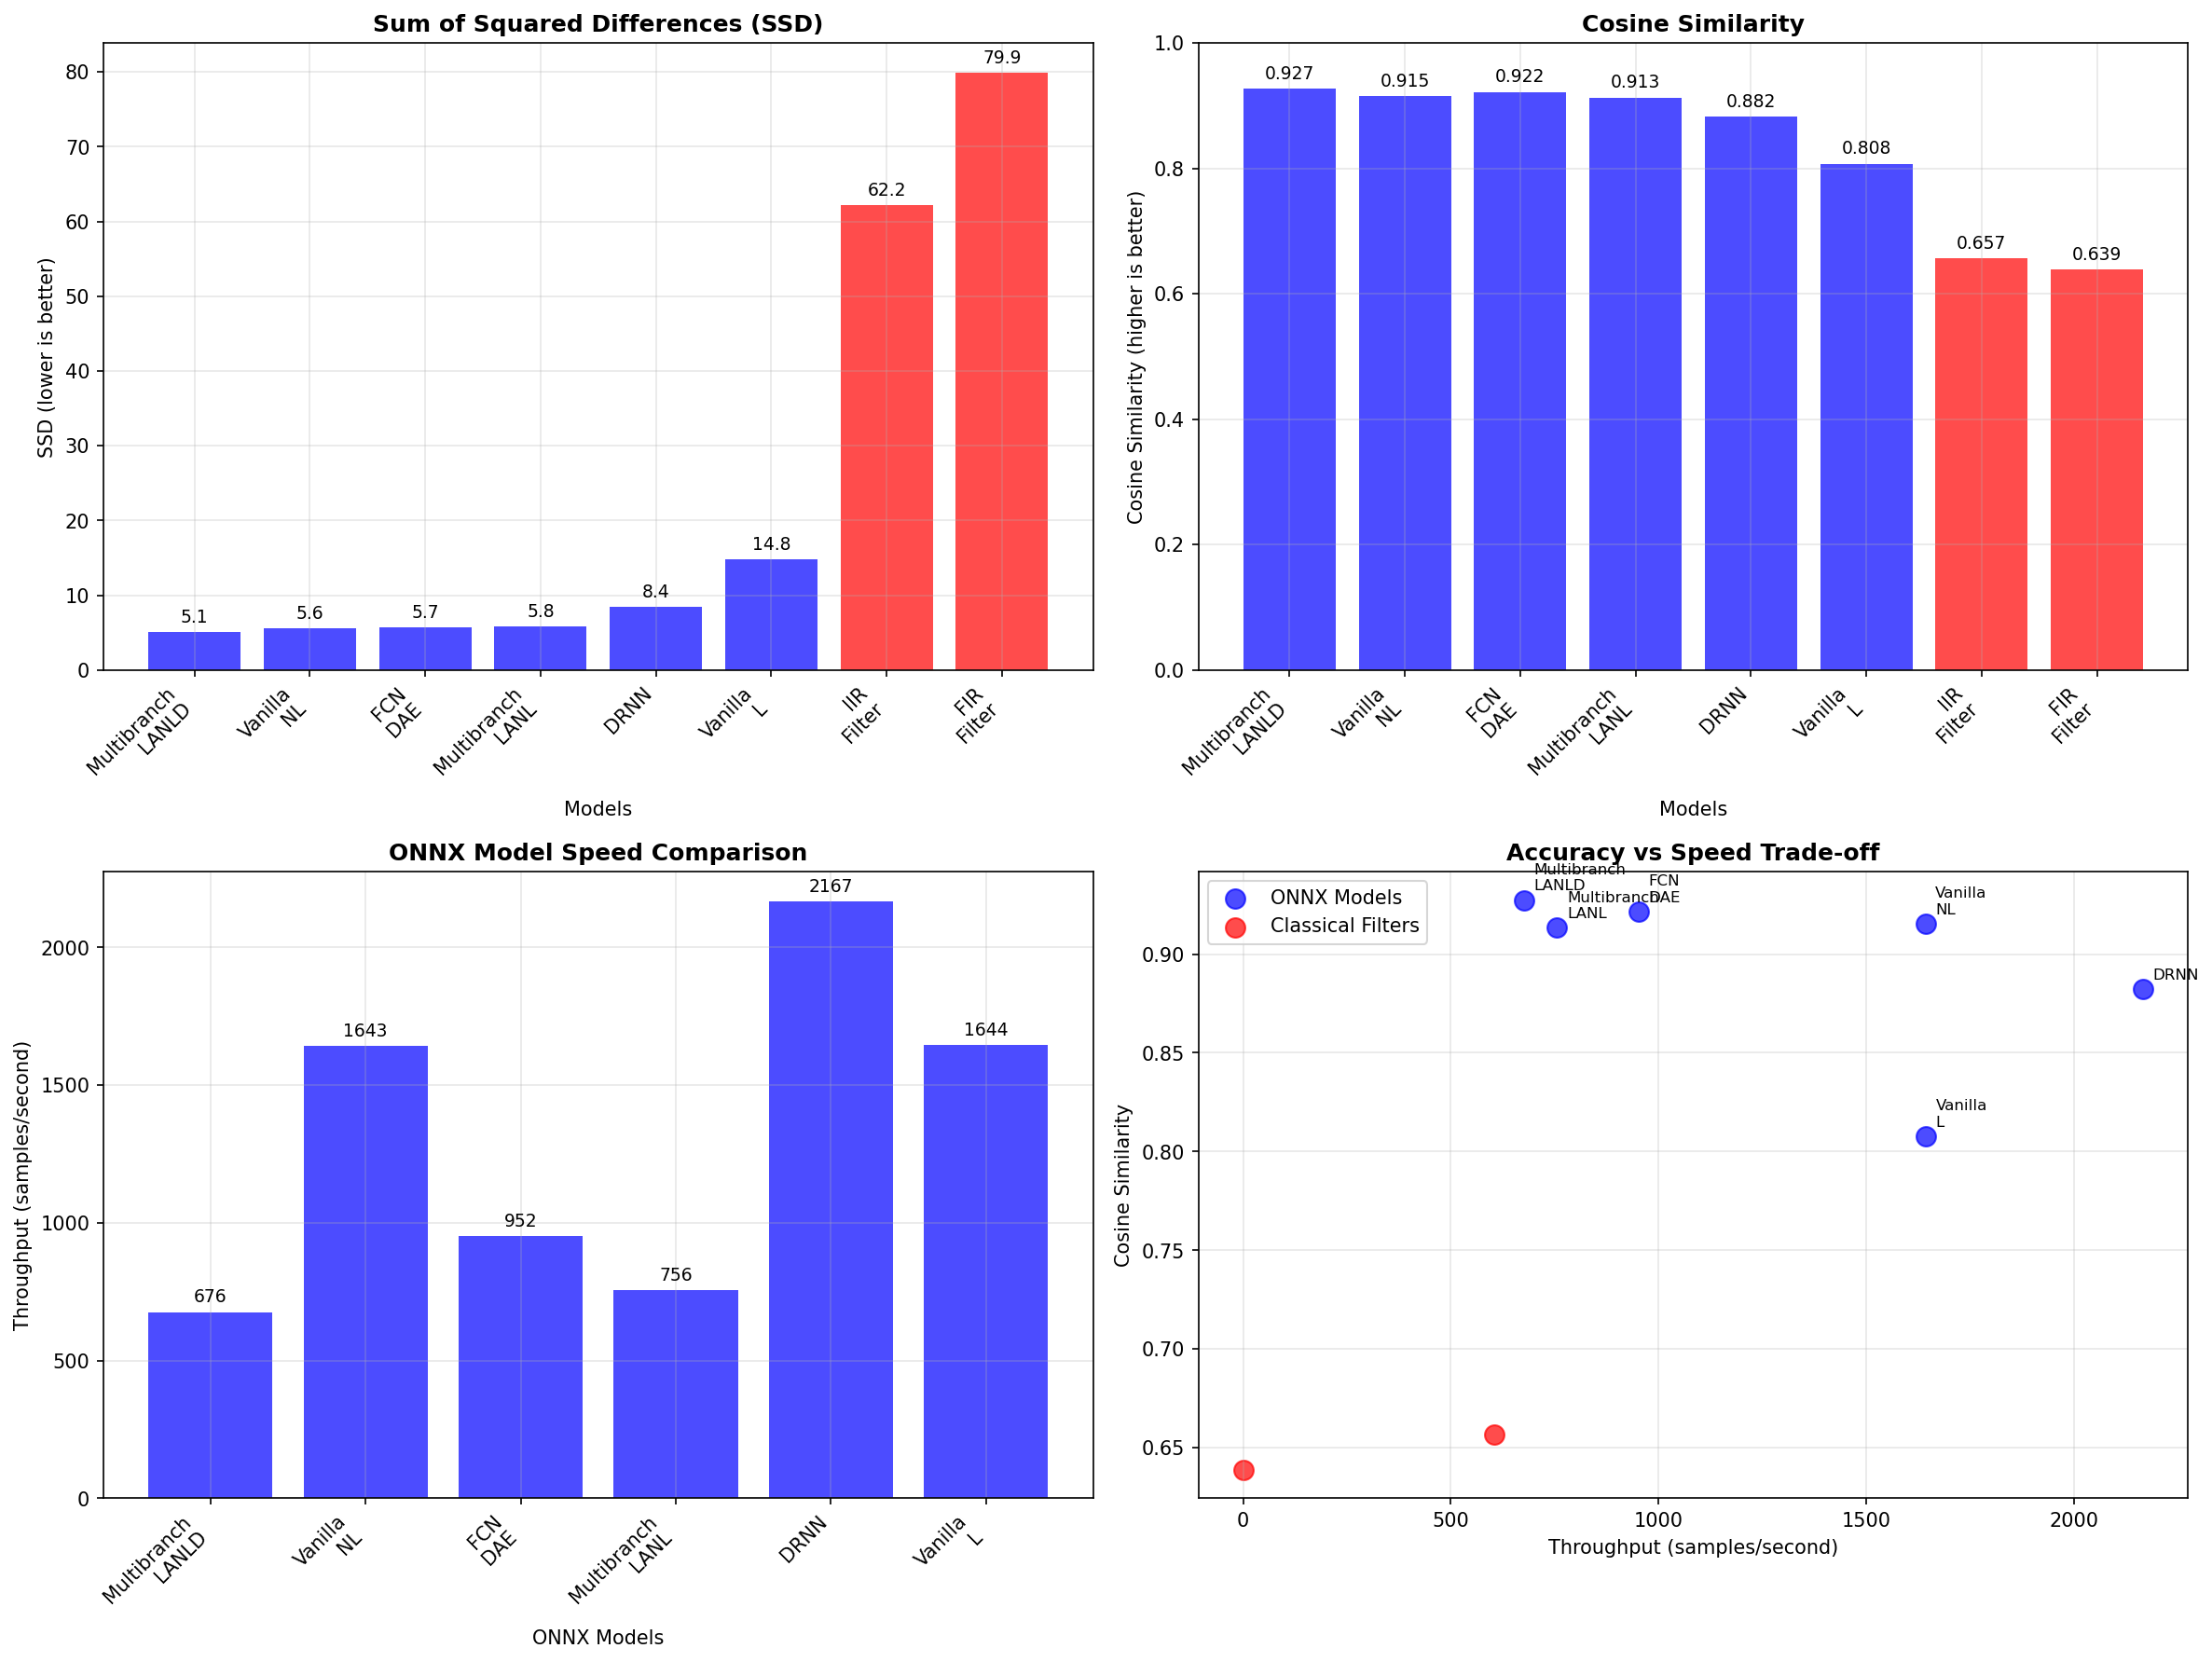 Sum of Squared Differences (SSD)
SSD (lower is better)
80
70
60
50
40
30
20
10
0
5.1
5.6
5.7
5.8
8.4
14.8
62.2
79.9
Multibranch
LANLD
Vanilla
NL
FCN
DAE
Multibranch
LANL
DRNN
Vanilla
L
IIR
Filter
FIR
Filter
Models
Cosine Similarity
Cosine Similarity (higher is better)
1.0
0.8
0.6
0.4
0.2
0.0
0.927
0.915
0.922
0.913
0.882
0.808
0.657
0.639
Multibranch
LANLD
Vanilla
NL
FCN
DAE
Multibranch
LANL
DRNN
Vanilla
L
IIR
Filter
FIR
Filter
Models
ONNX Model Speed Comparison
Throughput (samples/second)
2000
1500
1000
500
0
676
1643
952
756
2167
1644
Multibranch
LANLD
Vanilla
NL
FCN
DAE
Multibranch
LANL
DRNN
Vanilla
L
ONNX Models
Accuracy vs Speed Trade-off
ONNX Models
Classical Filters
Cosine Similarity
0.90
0.85
0.80
0.75
0.70
0.65
Multibranch
LANLD
Multibranch
LANL
FCN
DAE
Vanilla
NL
DRNN
Vanilla
L
0
500
1000
1500
2000
Throughput (samples/second)